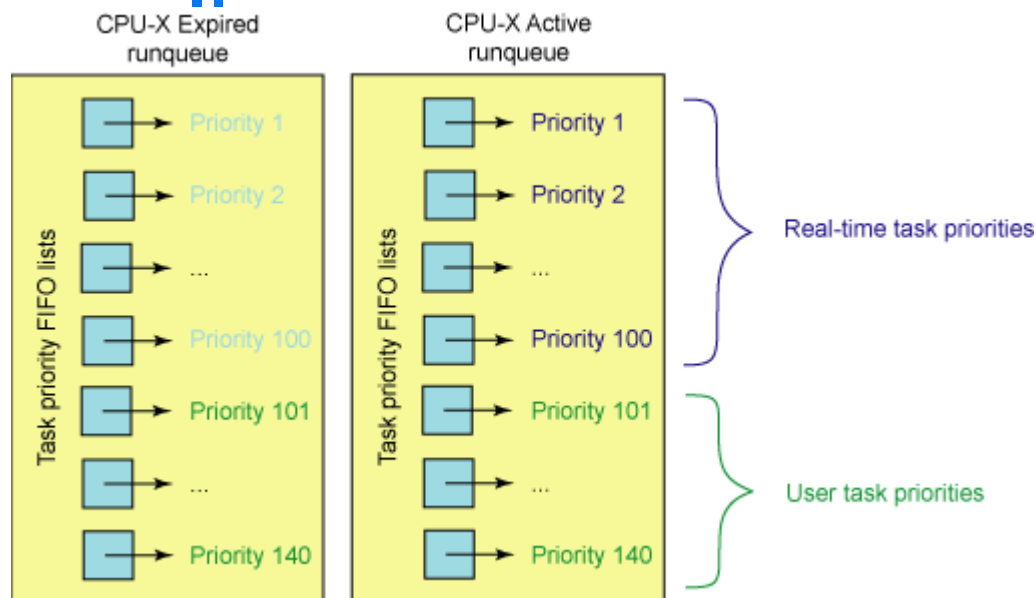 CPU-X Expired
runqueue
Task priority FIFO lists
Priority 1
Priority 2
...
Priority 100
Priority 101
...
Priority 140
CPU-X Active
runqueue
Task priority FIFO lists
Priority 1
Priority 2
...
Priority 100
Priority 101
...
Priority 140
Real-time task priorities
User task priorities